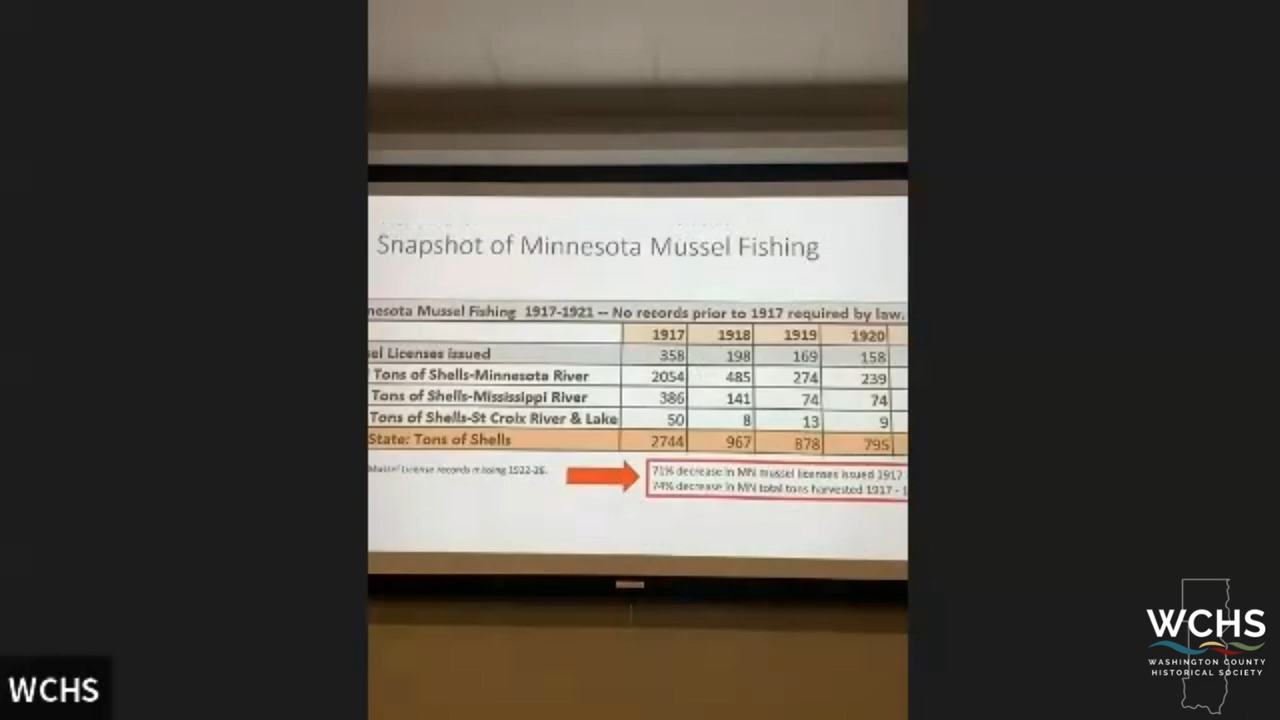 Snapshot of Minnesota Mussel Fishing
nesota Mussel Fishing 1917-1921 -- No records prior to 1917 required by law.
1917 1918 1919 1920
el Licenses issued 358 198 169 158
Tons of Shells-Minnesota River 2054 485 274 239
Tons of Shells-Mississippi River 386 141 74 74
Tons of Shells-St Croix River & Lake 50 8 13 9
State: Tons of Shells 2744 967 878 795
Mussel License records missing 1922-26.
71% decrease in MN mussel licenses issued 1917
74% decrease in MN total tons harvested 1917 - 1
WCHS
WASHINGTON COUNTY
HISTORICAL SOCIETY
WCHS